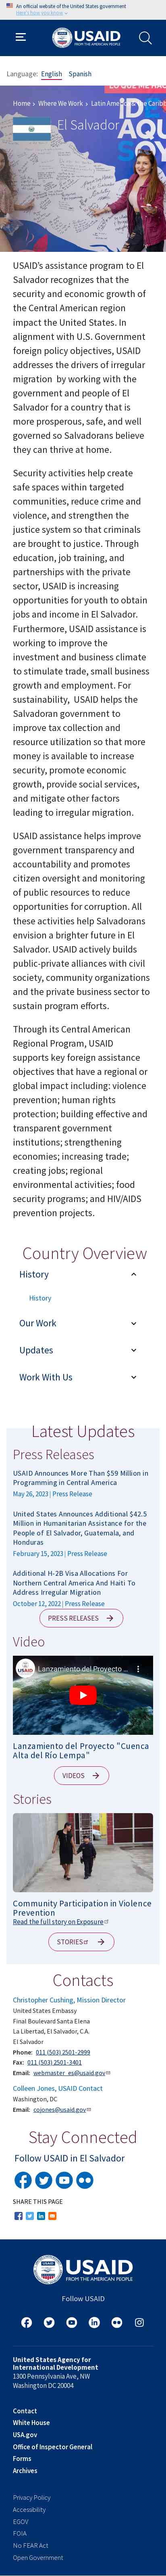 An official website of the United States government
Here's how you know
USAID
FROM THE AMERICAN PEOPLE
Language: English Spanish
LO QUE ME HAC
Home › Where We Work › Latin America the Carib
El Salvador
ID
DE
AQU
Y
USAID's assistance program to El
Salvador recognizes that the
security and economic growth of
the Central American region
impact the United States. In
alignment with U.S. Government
foreign policy objectives, USAID
addresses the drivers of irregular
migration by working with the
government and people of El
Salvador for a country that is
more prosperous, safe, and well
governed so Salvadorans believe
they can thrive at home.
Security activities help create
safe spaces within targeted
communities, reduce crime and
violence, and strengthen the
justice system so that criminals
are brought to justice. Through
education, job training, and
partnerships with the private
sector, USAID is increasing
opportunities for youth to obtain
jobs and income in El Salvador.
Furthermore, USAID assistance is
working to improve the
investment and business climate
to stimulate trade, small business
growth and employment. For
sustainability, USAID helps the
Salvadoran government to
improve tax collection and
resource utilization so that more
money is available to increase
security, promote economic
growth, provide social services,
and mitigate other factors
leading to irregular migration.
USAID assistance helps improve
government transparency and
accountability. It also promotes
citizen oversight and monitoring
of public resources to reduce
opportunities for corruption. All
these activities help Salvadorans
envision a brighter future at
home. USAID works with civil
society, public-private alliances,
and the business sector to
sustain program efforts.
Through its Central American
Regional Program, USAID
supports key foreign assistance
objectives that have a regional or
global impact including: violence
prevention; human rights
protection; building effective and
transparent government
institutions; strengthening
economies; increasing trade;
creating jobs; regional
environmental activities; food
security programs; and HIV/AIDS
prevention projects.
Country Overview
History
History
Our Work
Updates
Work With Us
Latest Updates
Press Releases
USAID Announces More Than $59 Million in
Programming in Central America
May 26, 2023 | Press Release
United States Announces Additional $42.5
Million in Humanitarian Assistance for the
People of El Salvador, Guatemala, and
Honduras
February 15, 2023 | Press Release
Additional H-2B Visa Allocations For
Northern Central America And Haiti To
Address Irregular Migration
October 12, 2022 | Press Release
PRESS RELEASES
Video
Lanzamiento del Proyecto ...
Lanzamiento del Proyecto "Cuenca
Alta del Río Lempa"
VIDEOS
Stories
Community Participation in Violence
Prevention
Read the full story on Exposure
STORIES
Contacts
Christopher Cushing, Mission Director
United States Embassy
Final Boulevard Santa Elena
La Libertad, El Salvador, C.A.
El Salvador
Phone: 011 (503) 2501-2999
Fax: 011 (503) 2501-3401
Email: webmaster_es@usaid.gov
Colleen Jones, USAID Contact
Washington, DC
Email: cojones@usaid.gov
Stay Connected
Follow USAID in El Salvador
SHARE THIS PAGE
USAID
FROM THE AMERICAN PEOPLE
Follow USAID
United States Agency for
International Development
1300 Pennsylvania Ave, NW
Washington DC 20004
Contact
White House
USA.gov
Office of Inspector General
Forms
Archives
Privacy Policy
Accessibility
EGOV
FOIA
No FEAR Act
Open Government